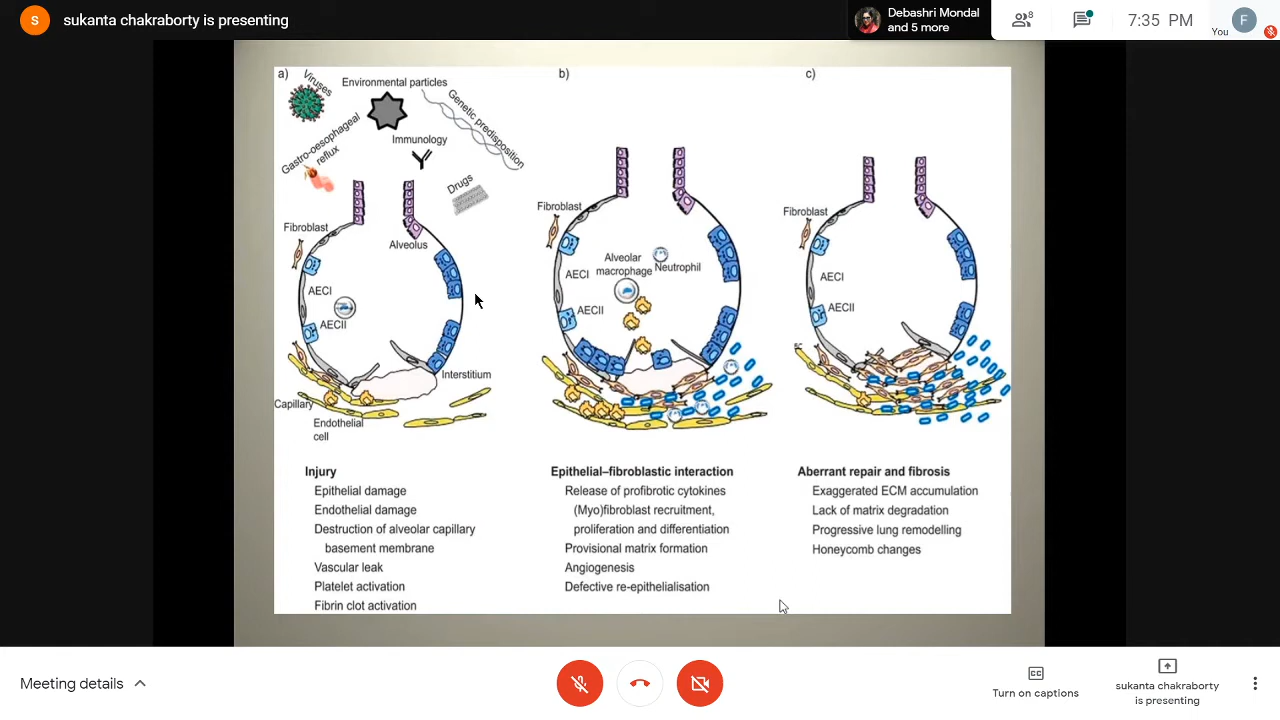 S
sukanta chakraborty is presenting
Debashri Mondal
and 5 more
8
7:35 PM
You
F
a)
Viruses
Environmental particles
Genetic predisposition
Gastro-oesophageal
reflux
Immunology
Drugs
Fibroblast
Alveolus
AECI
AECII
Interstitium
Capillary
Endothelial
cell
Injury
Epithelial damage
Endothelial damage
Destruction of alveolar capillary
basement membrane
Vascular leak
Platelet activation
Fibrin clot activation
b)
Fibroblast
Alveolar
macrophage
Neutrophil
AECI
AECII
Epithelial–fibroblastic interaction
Release of profibrotic cytokines
(Myo)fibroblast recruitment,
proliferation and differentiation
Provisional matrix formation
Angiogenesis
Defective re-epithelialisation
c)
Fibroblast
AECI
AECII
Aberrant repair and fibrosis
Exaggerated ECM accumulation
Lack of matrix degradation
Progressive lung remodelling
Honeycomb changes
Meeting details
CC
Turn on captions
sukanta chakraborty
is presenting